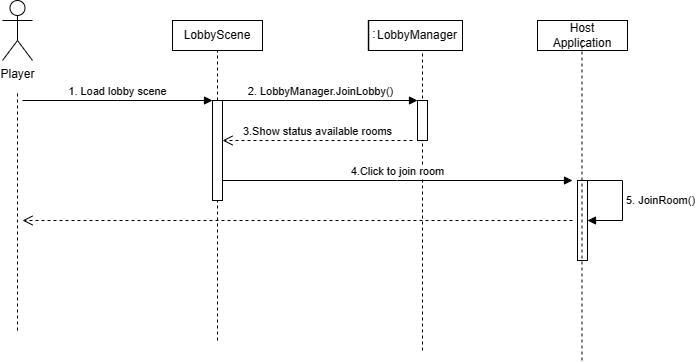 Player
LobbyScene
:LobbyManager
Host
Application
1. Load lobby scene
2. LobbyManager.JoinLobby()
3.Show status available rooms
4.Click to join room
5. JoinRoom()